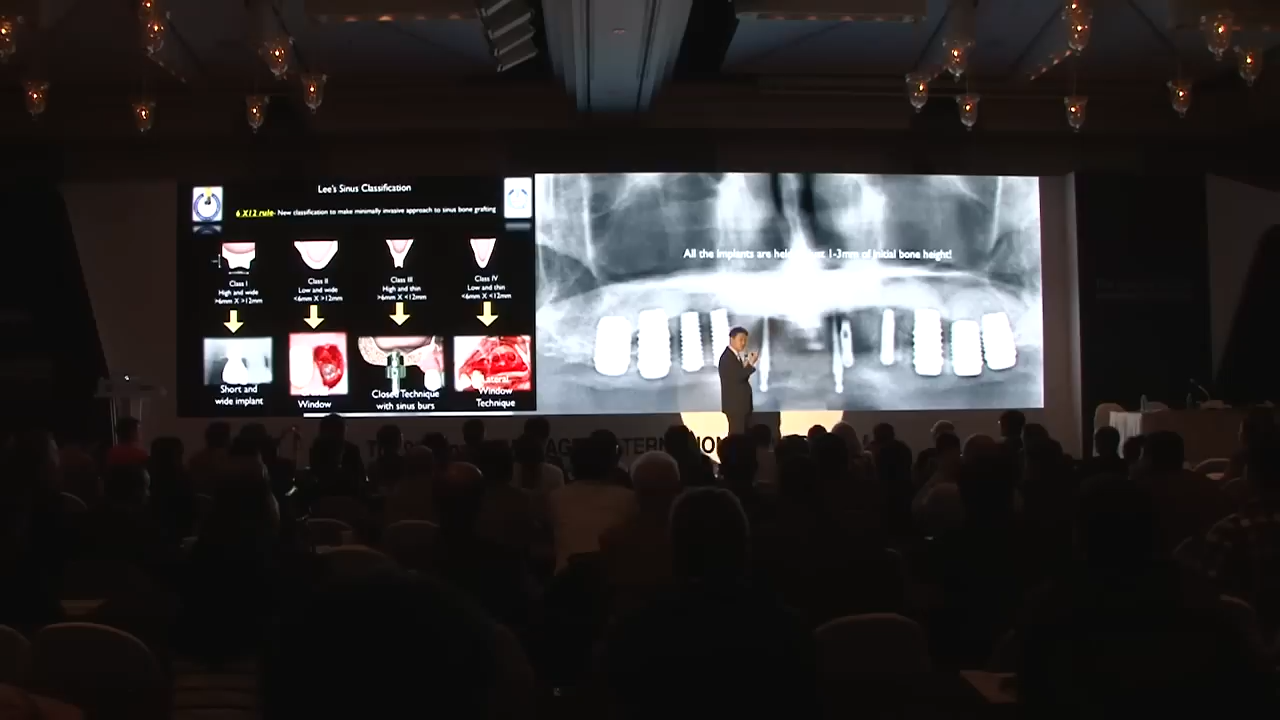 Lee's Sinus Classification
6 X12 rule- New classification to make minimally invasive approach to sinus bone grafting
Class I
High and wide
>6mm X >12mm
Class II
Low and wide
<6mm X >12mm
Class III
High and thin
>6mm X <12mm
Class IV
Low and thin
<6mm X <12mm
Short and
wide implant
Window
Closed Technique
with sinus burs
Lateral
Window
Technique
All the implants are 1-3mm of initial bone height!